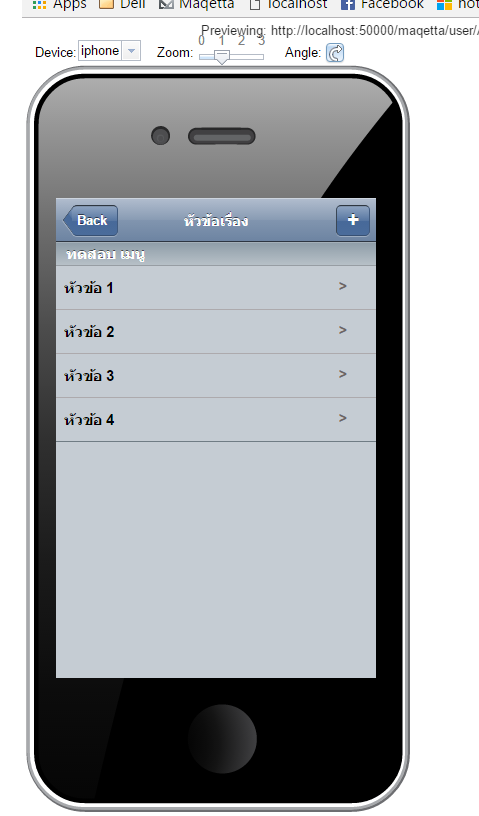 Apps Dell Maqetta localhost Facebook
Previewing: http://localhost:50000/maqetta/user/
Device: iphone Zoom: 0 1 2 3 Angle:
Back หัวข้อเรื่อง +
ทดสอบ เมนู
หัวข้อ 1 >
หัวข้อ 2 >
หัวข้อ 3 >
หัวข้อ 4 >